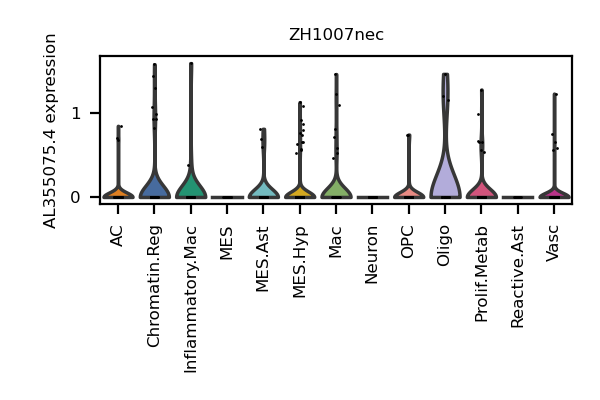 ZH1007nec
AL355075.4 expression
1
0
AC
Chromatin.Reg
Inflammatory.Mac
MES
MES.Ast
MES.Hyp
Mac
Neuron
OPC
Oligo
Prolif.Metab
Reactive.Ast
Vasc